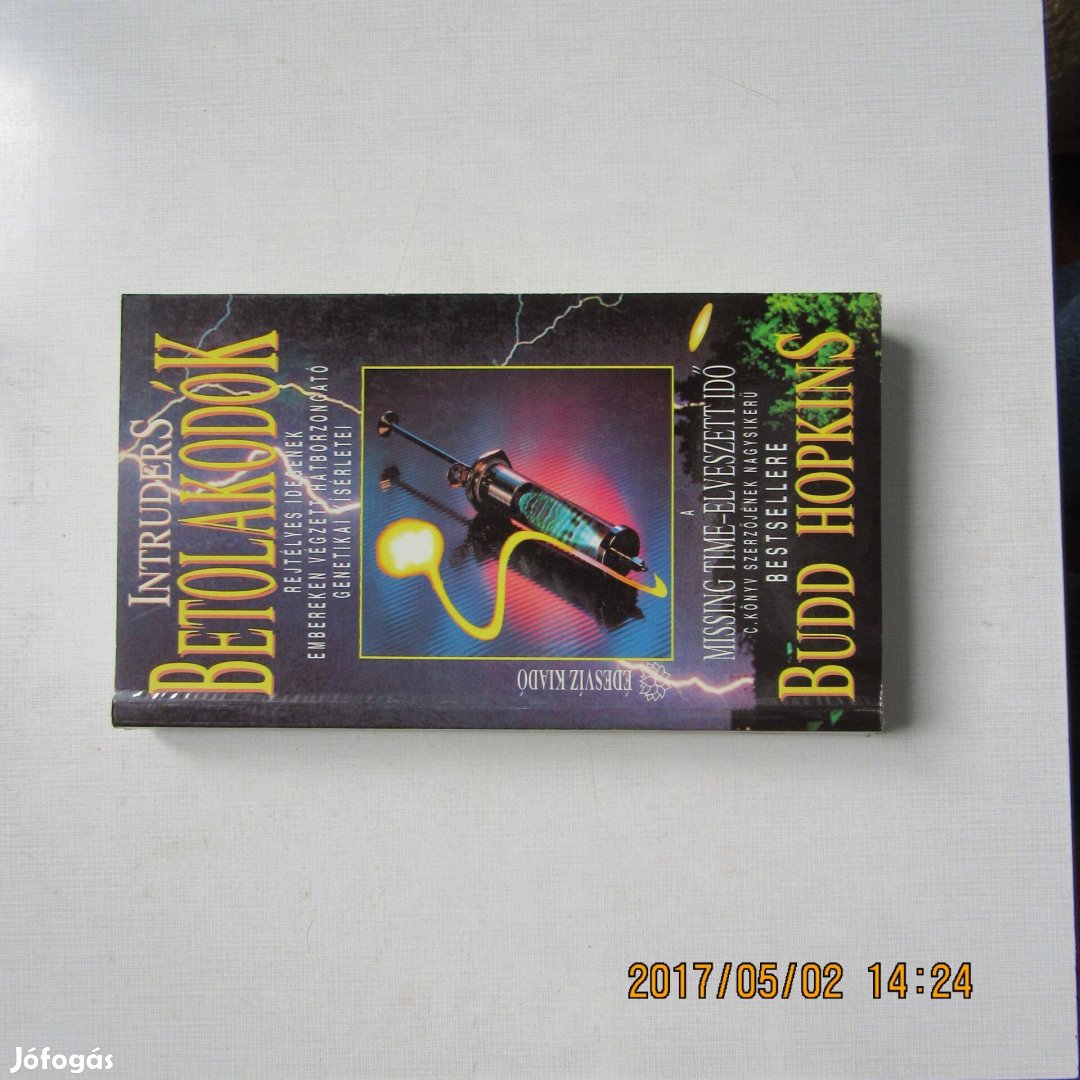 INTRUDERS
BETOLAKODÓK
REJTÉLYES IDEGENEK
EMBEREKEN VÉGZETT HÁTBORZONGATÓ
GENETIKAI KÍSÉRLETEI
ÉDESVÍZ KIADÓ
A
MISSING TIME-ELVESZETT IDŐ
C. KÖNYV SZERZŐJÉNEK NAGYSIKERŰ
BESTSELLERE
BUDD HOPKINS
2017/05/02 14:24
Jófogás